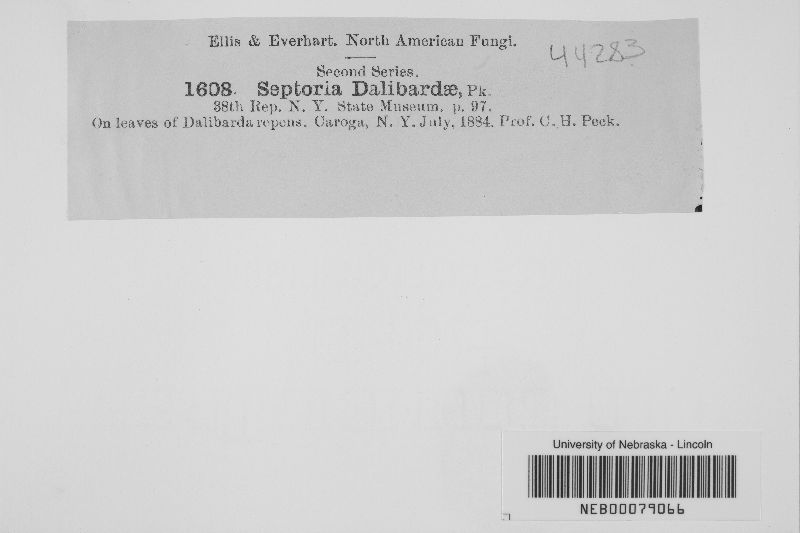 Ellis & Everhart. North American Fungi.
44283
Second Series.
1608. Septoria Dalibardæ, Pk.
38th Rep. N. Y. State Museum, p. 97.
On leaves of Dalibarda repens. Caroga, N. Y. July, 1884. Prof. C. H. Peck.
University of Nebraska - Lincoln
NEB00079066